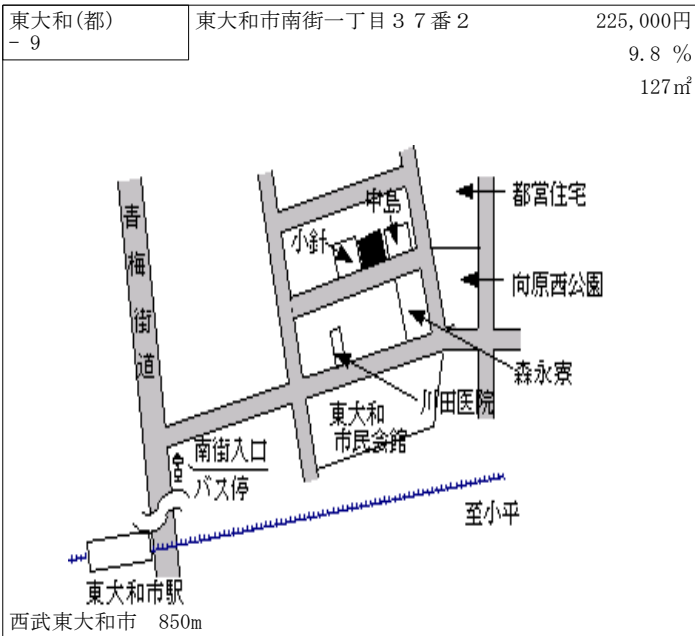 東大和(都)
- 9
東大和市南街一丁目３７番２
225,000円
9.8 %
127㎡
都営住宅
中島
小針
青梅街道
向原西公園
森永寮
川田医院
東大和
市民会館
南街入口
バス停
至小平
東大和市駅
西武東大和市　850m